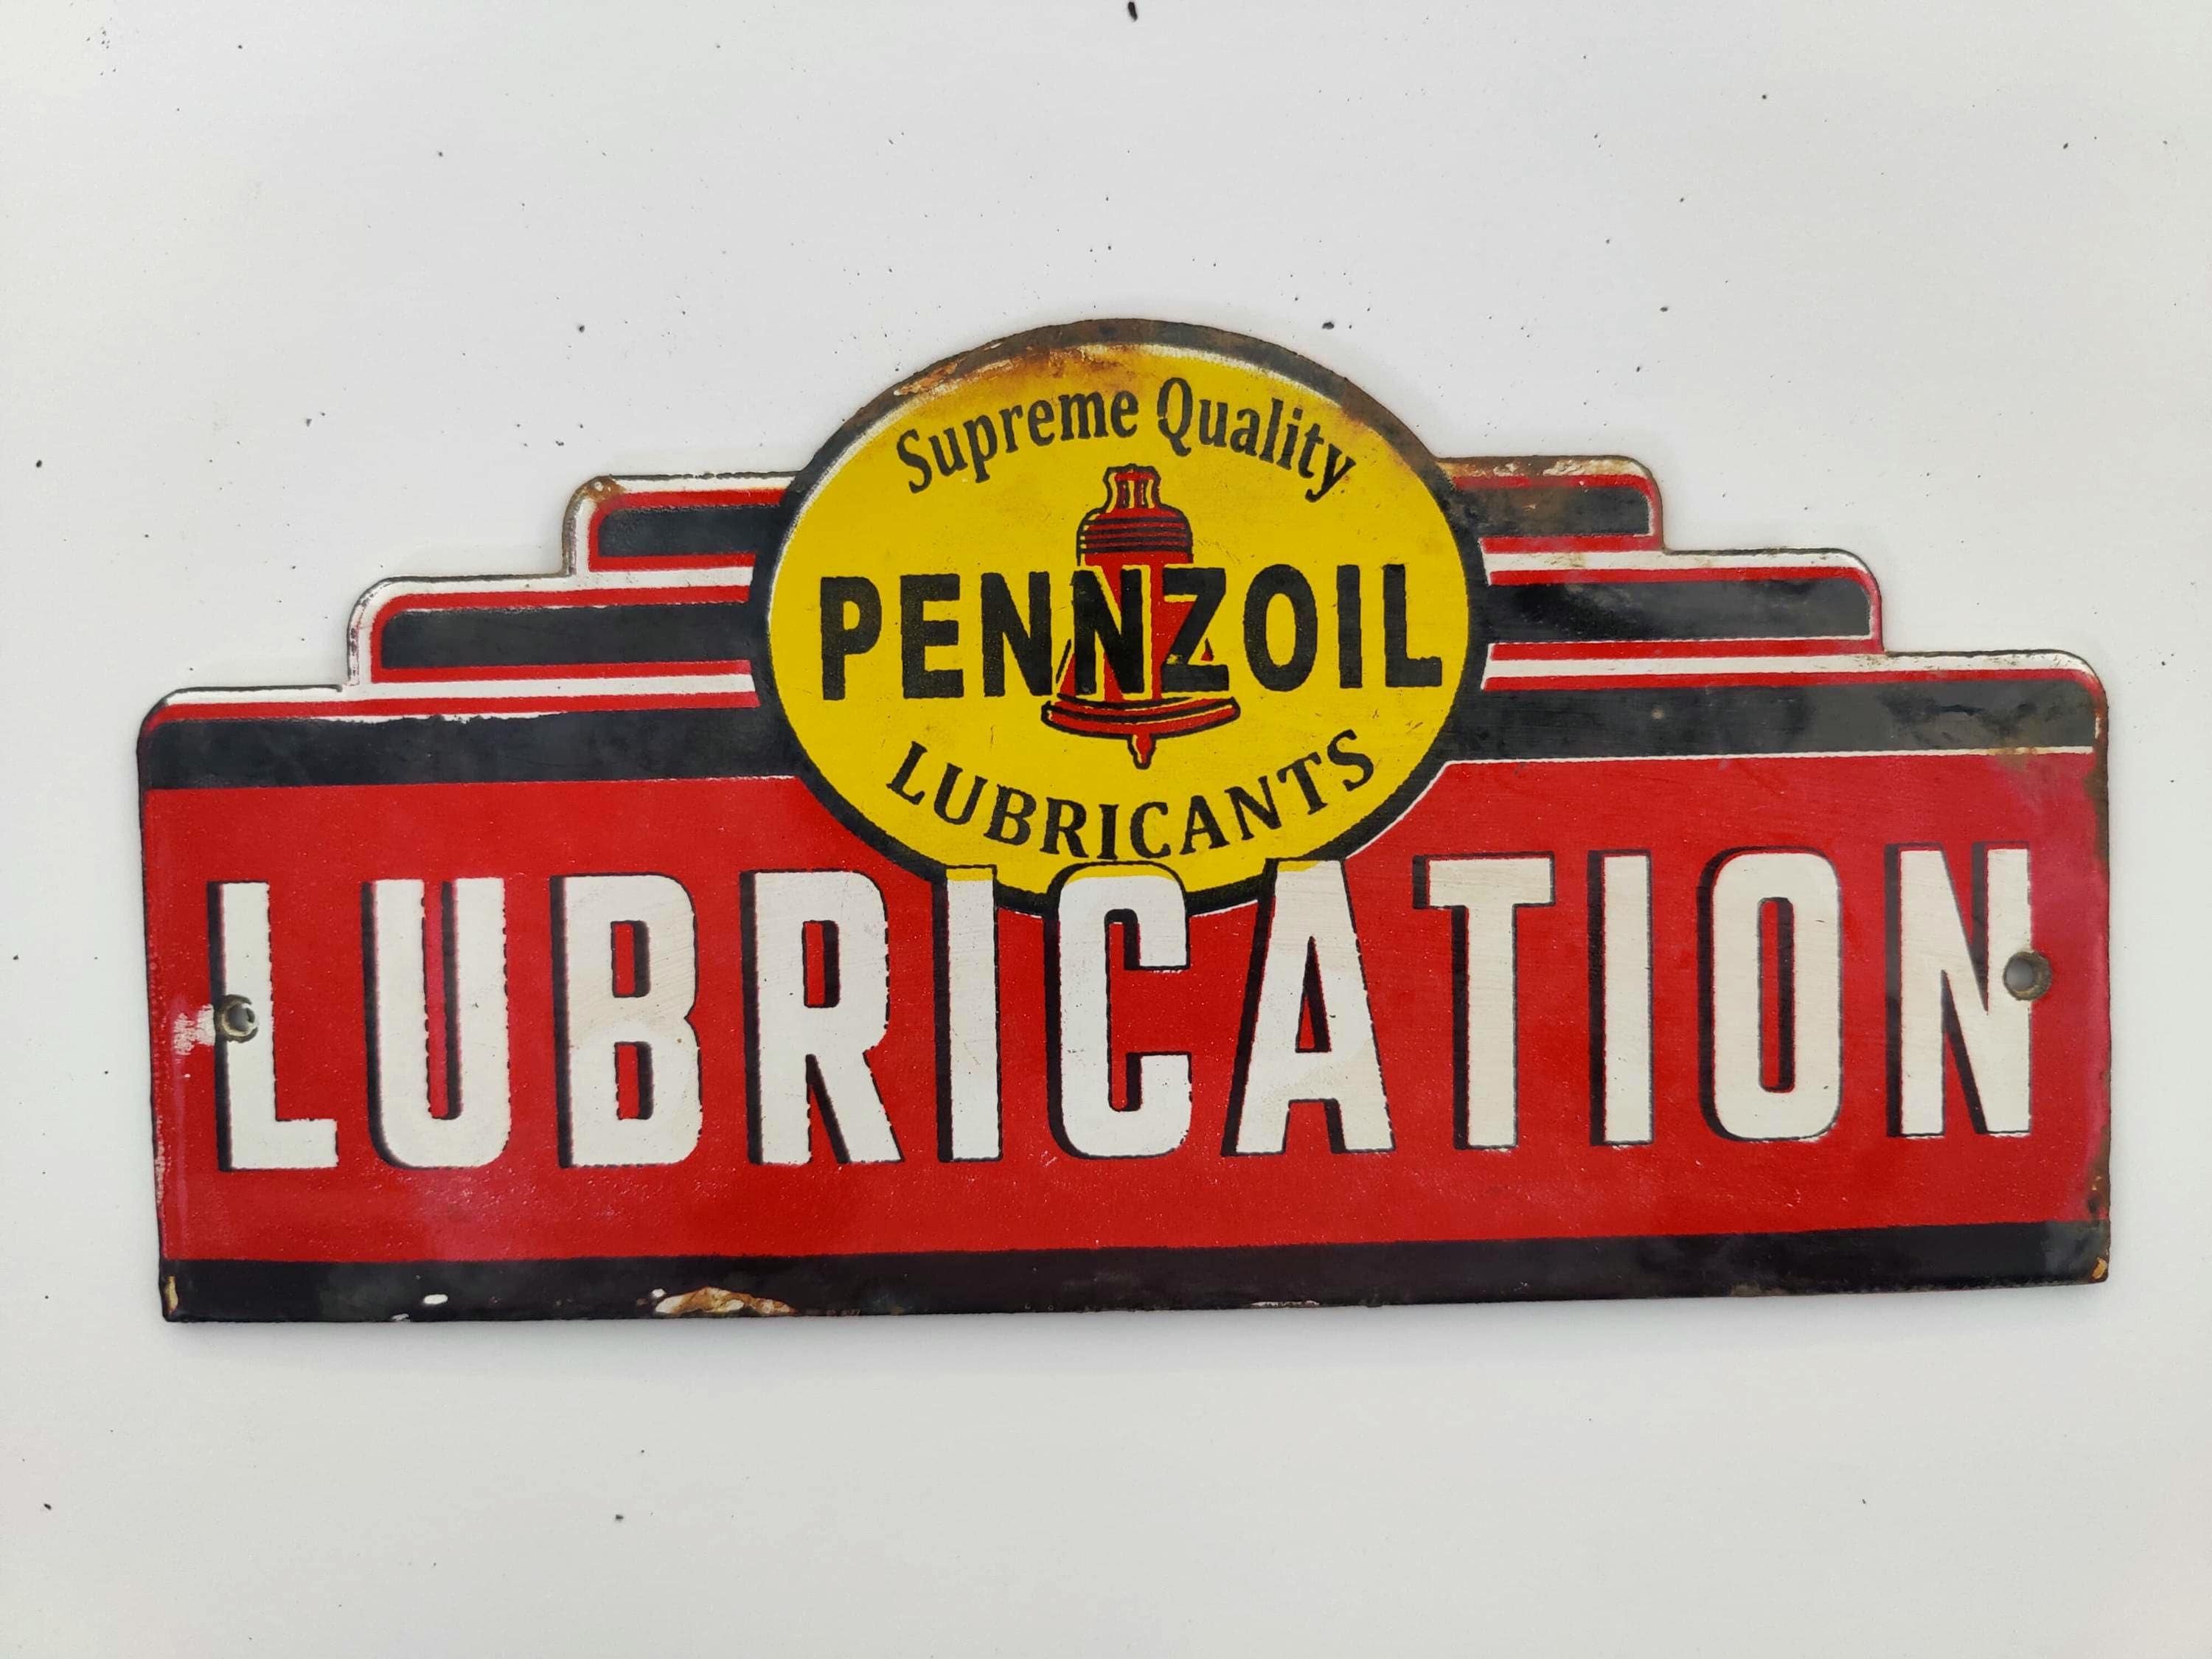 Supreme Quality
PENNZOIL
LUBRICANTS
LUBRICATION